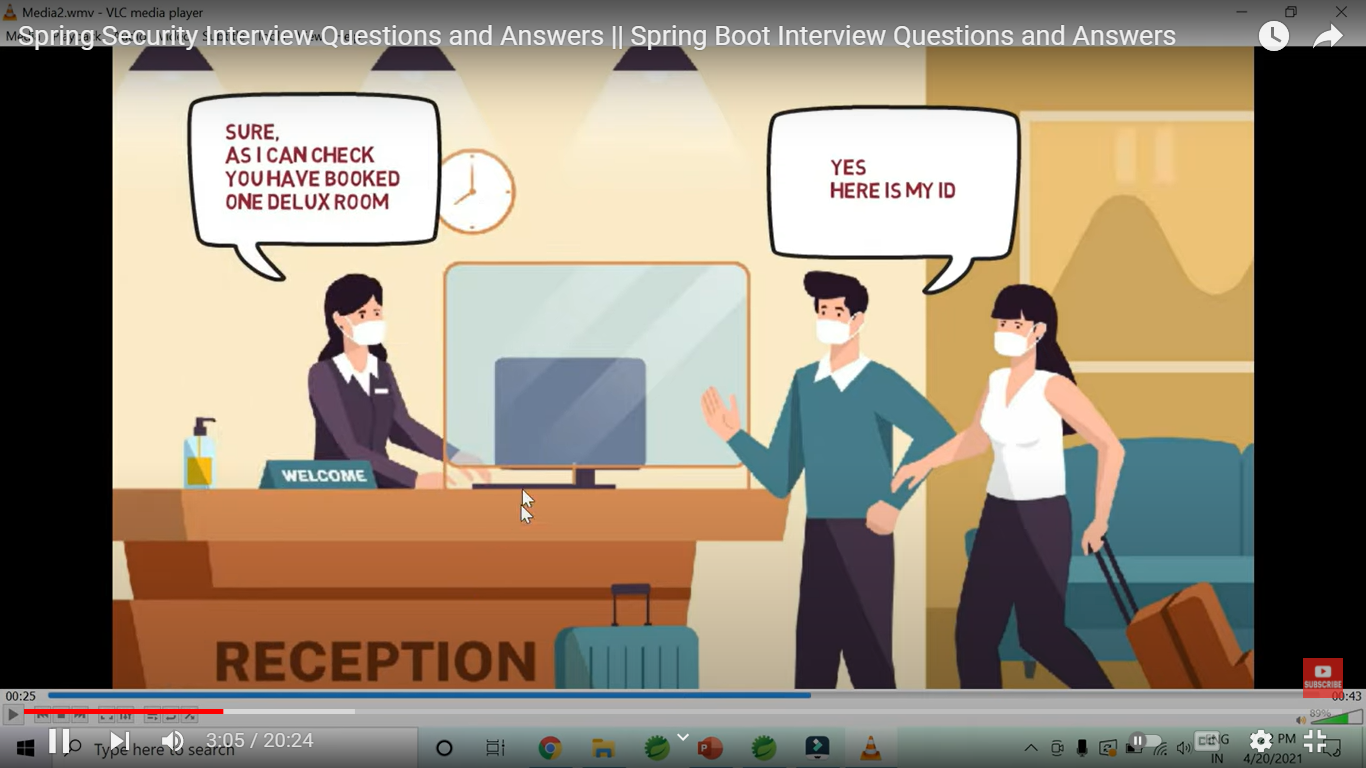 Media2.wmv - VLC media player
Spring Security Interview Questions and Answers || Spring Boot Interview Questions and Answers
SURE,
AS I CAN CHECK
YOU HAVE BOOKED
ONE DELUX ROOM
YES
HERE IS MY ID
WELCOME
RECEPTION
SUBSCRIBE
00:25
00:43
89%
3:05 / 20:24
Type here to search
CC
IN
PM
4/20/2021